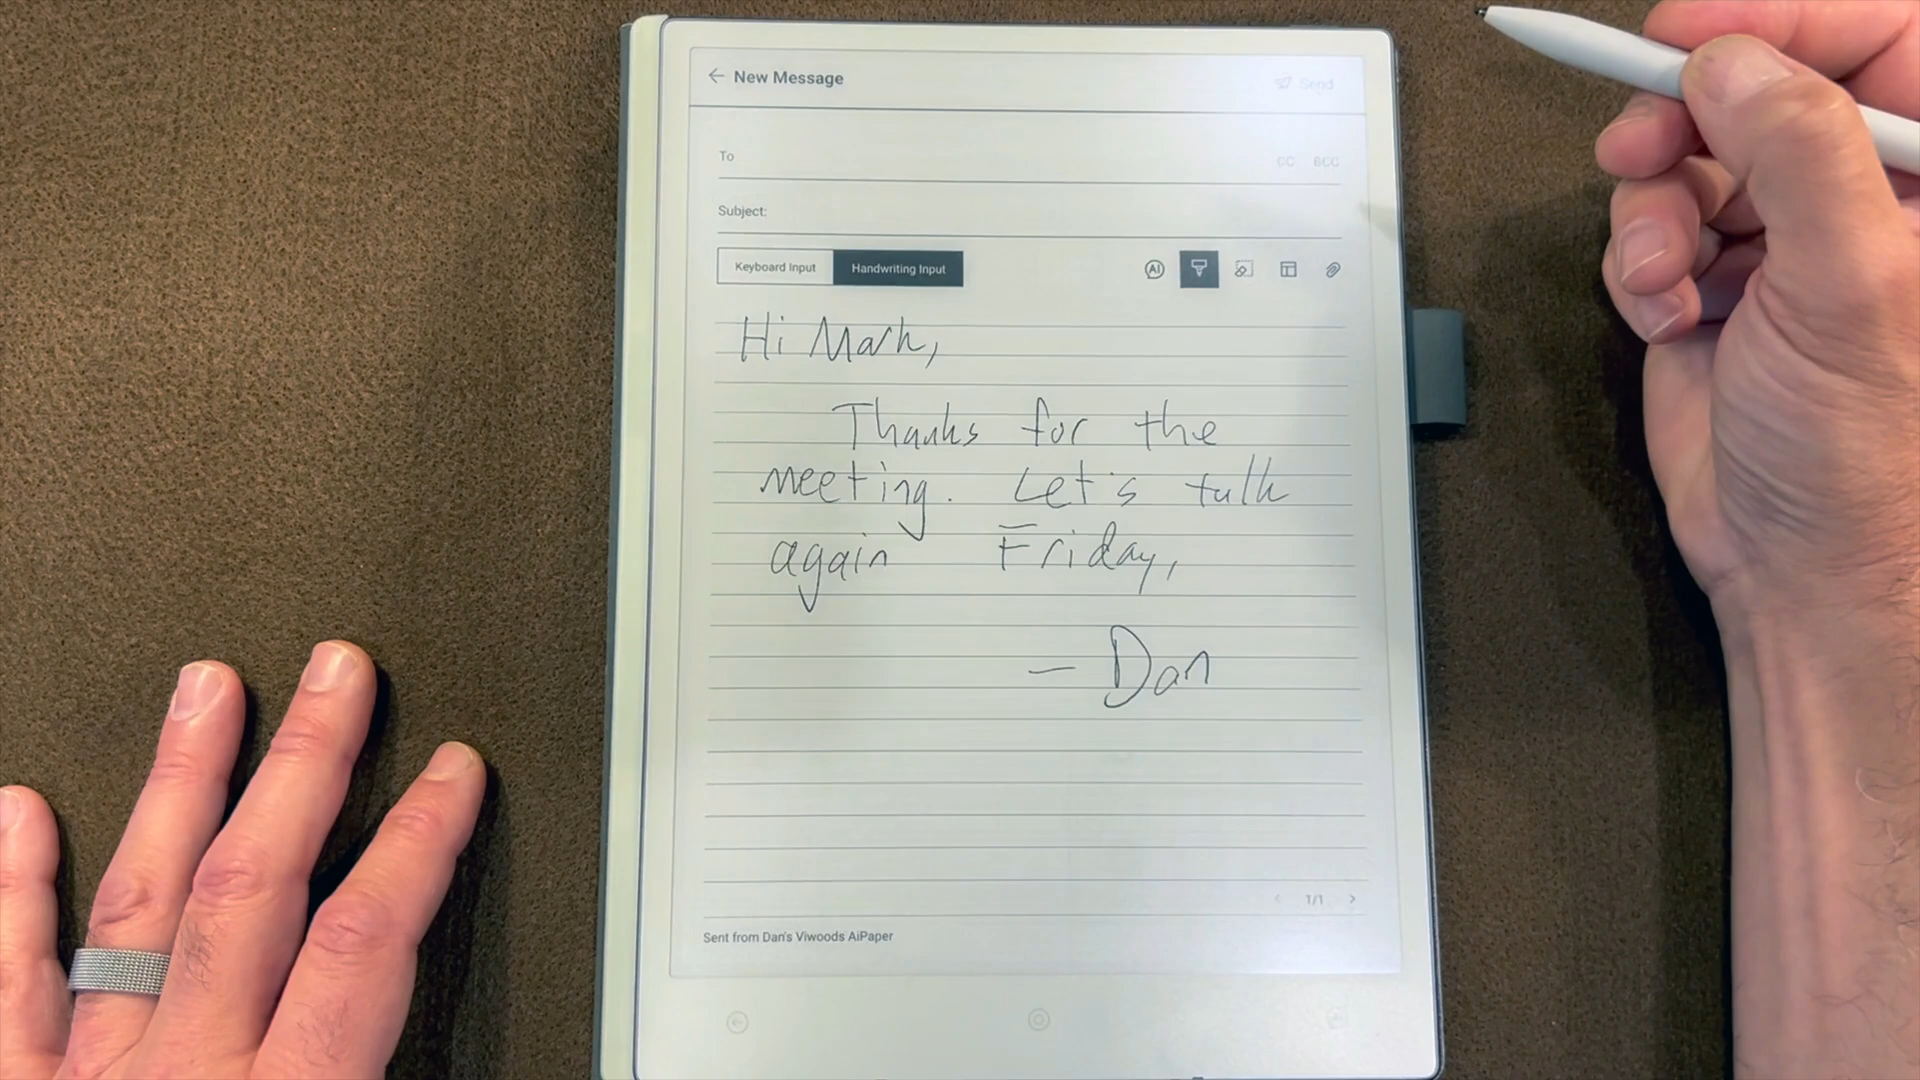 ← New Message Send
To CC BCC
Subject:
Keyboard Input Handwriting Input AI
Hi Mark,
Thanks for the
meeting. Let's talk
again Friday,
— Dan
< 1/1 >
Sent from Dan's Viwoods AiPaper